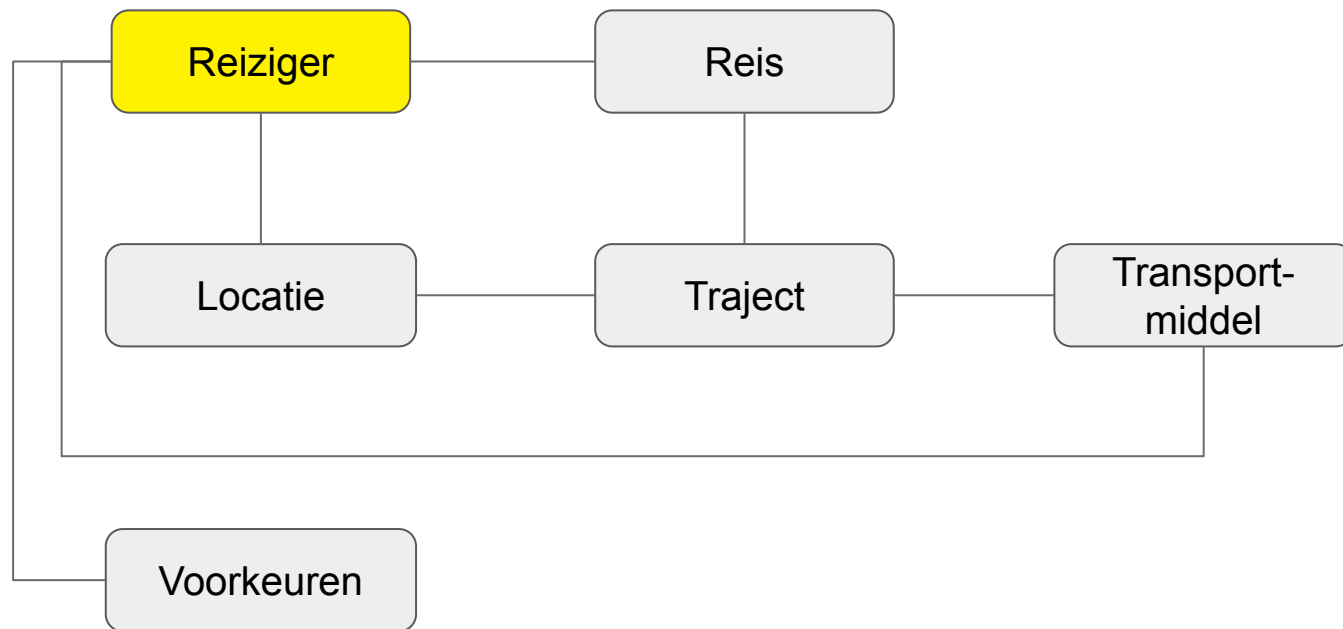 Reiziger
Reis
Locatie
Traject
Transport-
middel
Voorkeuren